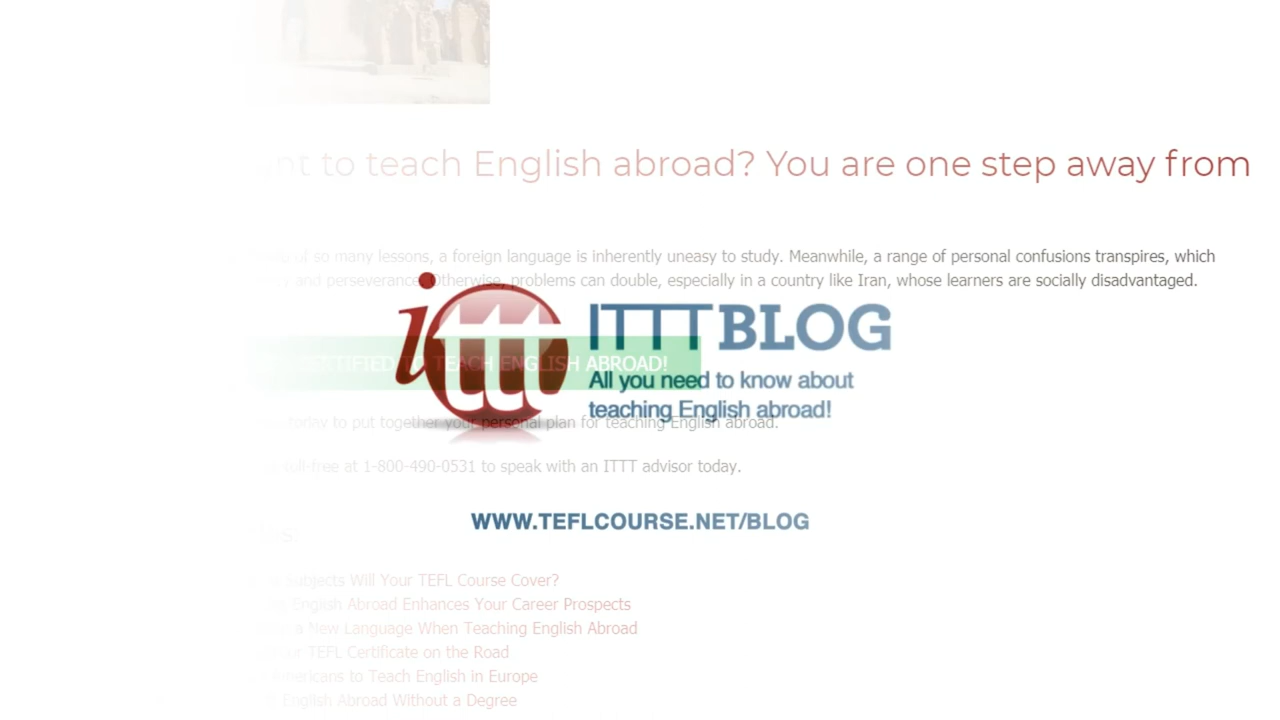 to teach English abroad? You are one step away from
of so many lessons, a foreign language is inherently uneasy to study. Meanwhile, a range of personal confusions transpires, which
and perseverance. Otherwise, problems can double, especially in a country like Iran, whose learners are socially disadvantaged.
ittt
ITTT BLOG
TO TEACH ENGLISH ABROAD!
All you need to know about
teaching English abroad!
today to put together your personal plan for teaching English abroad.
toll-free at 1-800-490-0531 to speak with an ITTT advisor today.
WWW.TEFLCOURSE.NET/BLOG
Subjects Will Your TEFL Course Cover?
English Abroad Enhances Your Career Prospects
a New Language When Teaching English Abroad
TEFL Certificate on the Road
Americans to Teach English in Europe
English Abroad Without a Degree